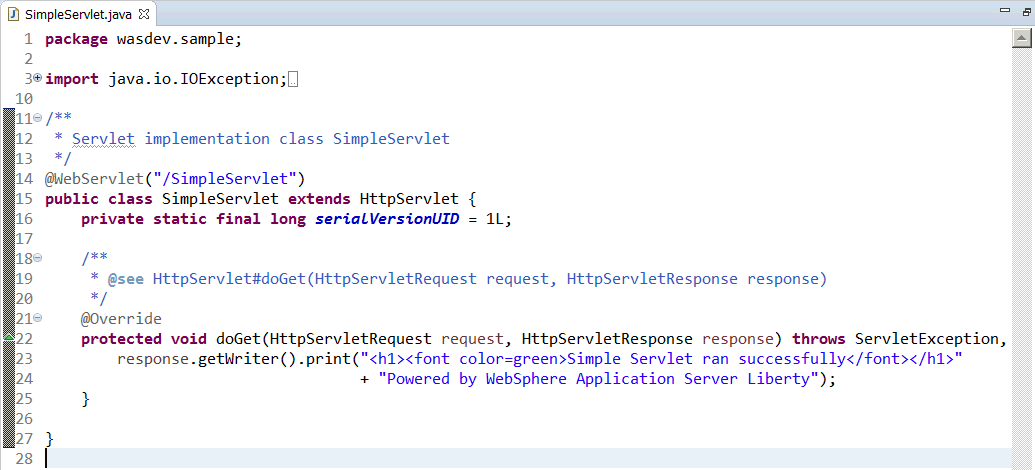 SimpleServlet.java
1 package wasdev.sample;
2
3 import java.io.IOException;
10
11 /**
12  * Servlet implementation class SimpleServlet
13  */
14 @WebServlet("/SimpleServlet")
15 public class SimpleServlet extends HttpServlet {
16     private static final long serialVersionUID = 1L;
17
18     /**
19      * @see HttpServlet#doGet(HttpServletRequest request, HttpServletResponse response)
20      */
21     @Override
22     protected void doGet(HttpServletRequest request, HttpServletResponse response) throws ServletException,
23         response.getWriter().print("<h1><font color=green>Simple Servlet ran successfully</font></h1>"
24                                    + "Powered by WebSphere Application Server Liberty");
25     }
26
27 }
28